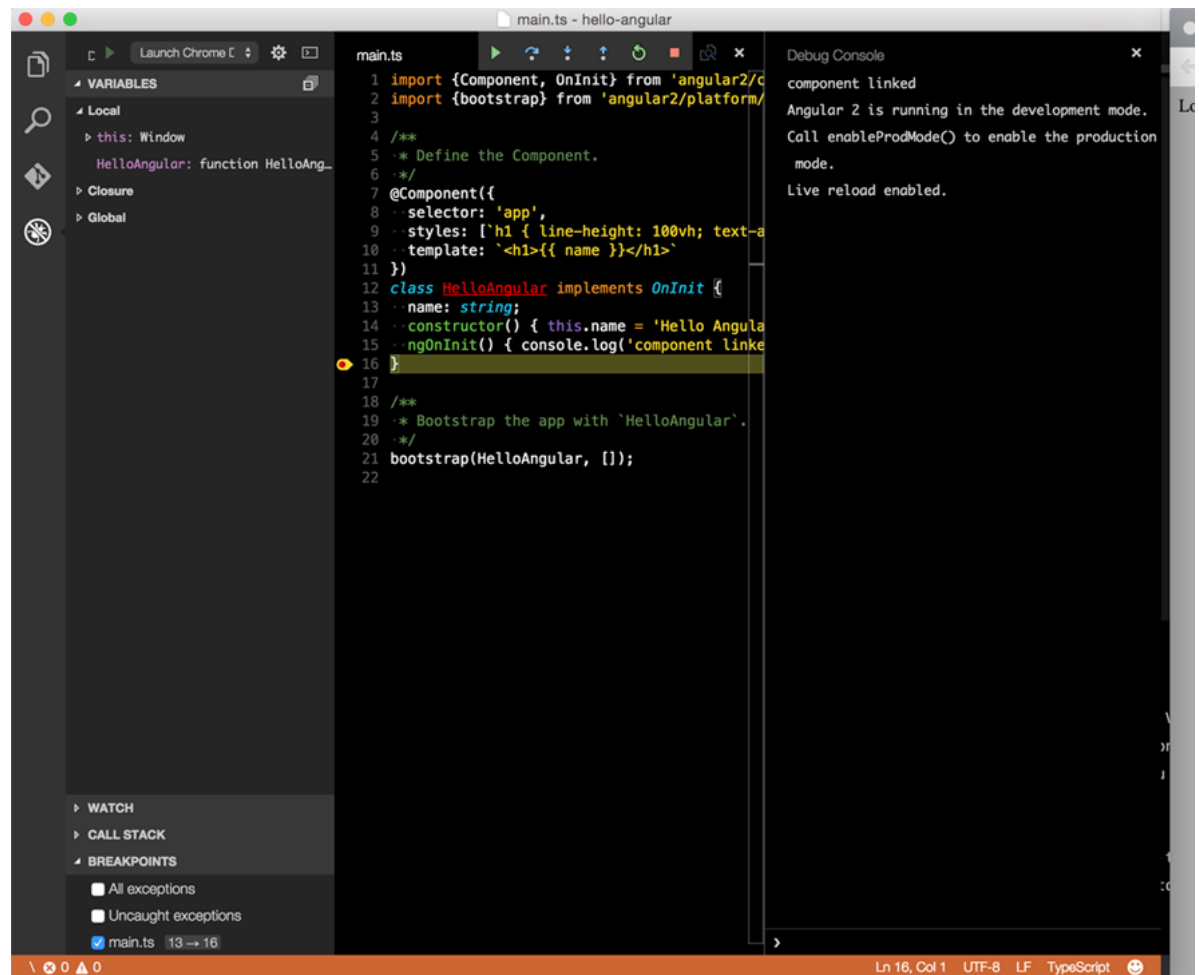 main.ts - hello-angular
Launch Chrome
VARIABLES
Local
this: Window
HelloAngular: function HelloAng…
Closure
Global
WATCH
CALL STACK
BREAKPOINTS
All exceptions
Uncaught exceptions
main.ts 13 → 16
main.ts
1 import {Component, OnInit} from 'angular2/c
2 import {bootstrap} from 'angular2/platform/
3
4 /**
5 * Define the Component.
6 */
7 @Component({
8 selector: 'app',
9 styles: [`h1 { line-height: 100vh; text-a
10 template: `<h1>{{ name }}</h1>`
11 })
12 class HelloAngular implements OnInit {
13 name: string;
14 constructor() { this.name = 'Hello Angula
15 ngOnInit() { console.log('component linke
16 }
17
18 /**
19 * Bootstrap the app with `HelloAngular`.
20 */
21 bootstrap(HelloAngular, []);
22
Debug Console
component linked
Angular 2 is running in the development mode.
Call enableProdMode() to enable the production
mode.
Live reload enabled.
Lo
0 0
Ln 16, Col 1 UTF-8 LF TypeScript